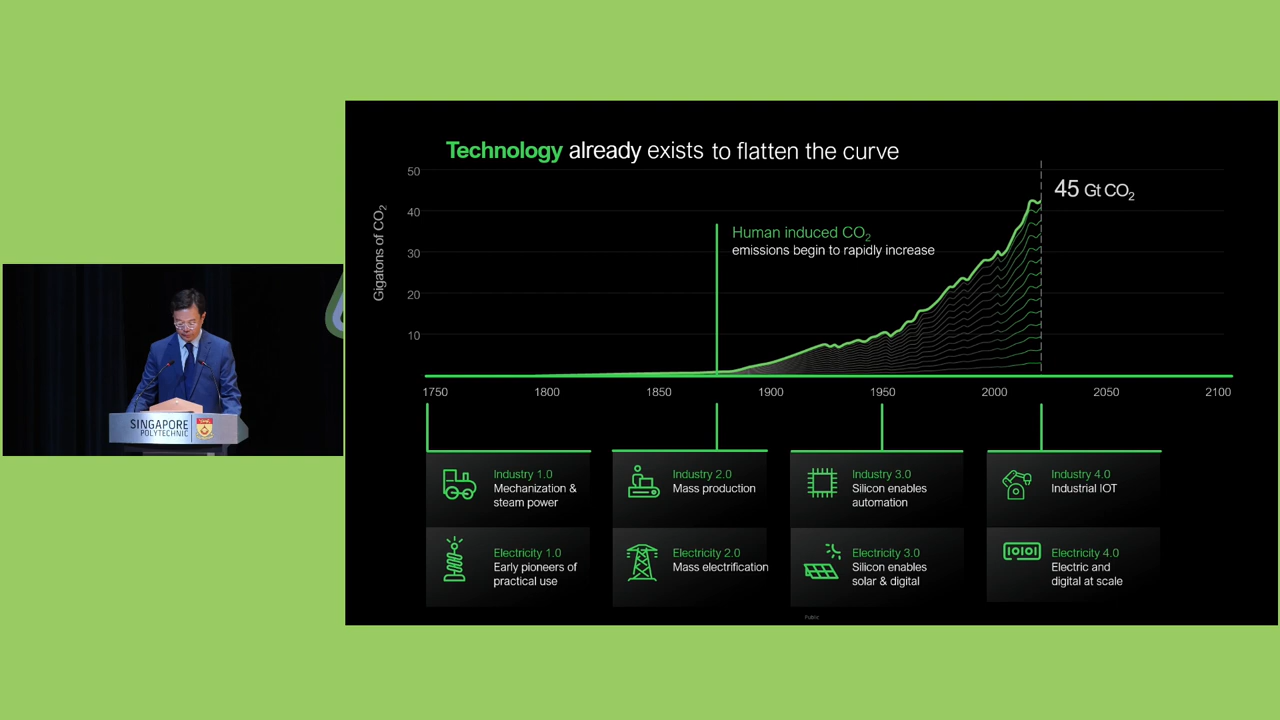 Technology already exists to flatten the curve
50
40
30
20
10
Gigatons of CO2
45 Gt CO2
Human induced CO2
emissions begin to rapidly increase
1750 1800 1850 1900 1950 2000 2050 2100
Industry 1.0
Mechanization &
steam power
Industry 2.0
Mass production
Industry 3.0
Silicon enables
automation
Industry 4.0
Industrial IOT
Electricity 1.0
Early pioneers of
practical use
Electricity 2.0
Mass electrification
Electricity 3.0
Silicon enables
solar & digital
IOIOI
Electricity 4.0
Electric and
digital at scale
Public
SINGAPORE
POLYTECHNIC